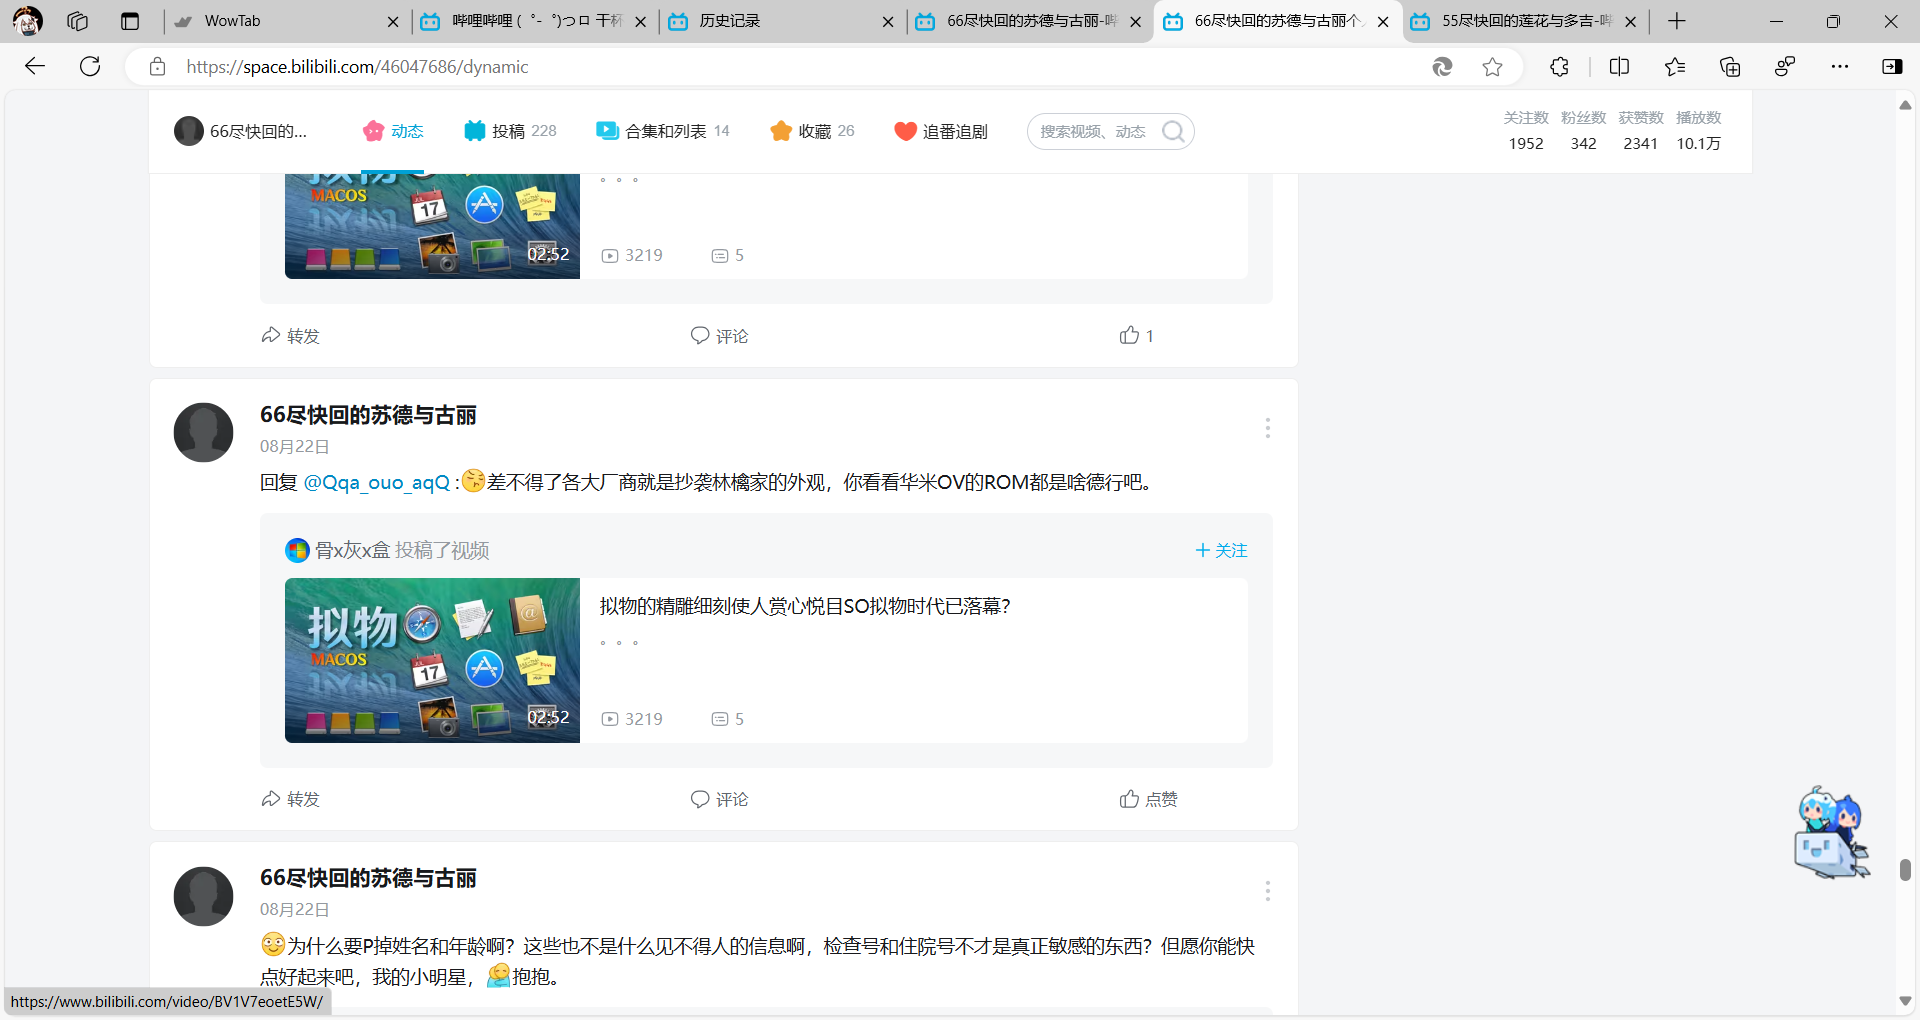 WowTab
哔哩哔哩 ( ゜- ゜)つロ 干杯
历史记录
66尽快回的苏德与古丽-哔
66尽快回的苏德与古丽个人
55尽快回的莲花与多吉-哔
https://space.bilibili.com/46047686/dynamic
66尽快回的...
动态
投稿 228
合集和列表 14
收藏 26
追番追剧
搜索视频、动态
关注数 粉丝数 获赞数 播放数
1952 342 2341 10.1万
拟物
MACOS
JUL
17
02:52
。。。
3219 5
转发 评论 1
66尽快回的苏德与古丽
08月22日
回复 @Qqa_ouo_aqQ :差不得了各大厂商就是抄袭林檎家的外观，你看看华米OV的ROM都是啥德行吧。
骨x灰x盒 投稿了视频
+ 关注
拟物
MACOS
JUL
17
02:52
拟物的精雕细刻使人赏心悦目SO拟物时代已落幕?
。。。
3219 5
转发 评论 点赞
66尽快回的苏德与古丽
08月22日
为什么要P掉姓名和年龄啊？这些也不是什么见不得人的信息啊，检查号和住院号不才是真正敏感的东西？但愿你能快
点好起来吧，我的小明星，抱抱。
https://www.bilibili.com/video/BV1V7eoetE5W/